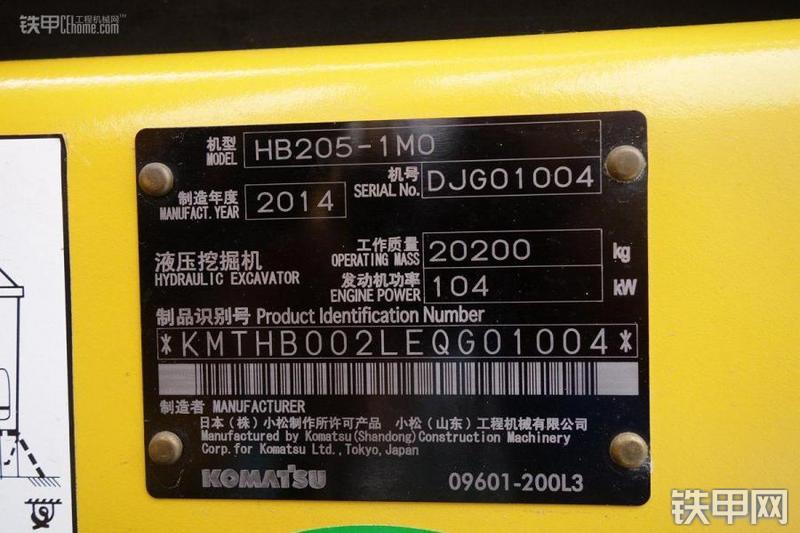 铁甲 CEhome.com 工程机械网™
机型 MODEL HB205-1M0
机号 SERIAL No. DJG01004
制造年度 MANUFACT. YEAR 2014
工作质量 OPERATING MASS 20200 kg
液压挖掘机 HYDRAULIC EXCAVATOR
发动机功率 ENGINE POWER 104 kW
制品识别号 Product Identification Number
*KMTHB002LEQG01004*
制造者 MANUFACTURER
日本（株）小松制作所许可产品 小松（山东）工程机械有限公司
Manufactured by Komatsu(Shandong)Construction Machinery
Corp. for Komatsu Ltd.,Tokyo,Japan
KOMATSU 09601-200L3
铁甲网